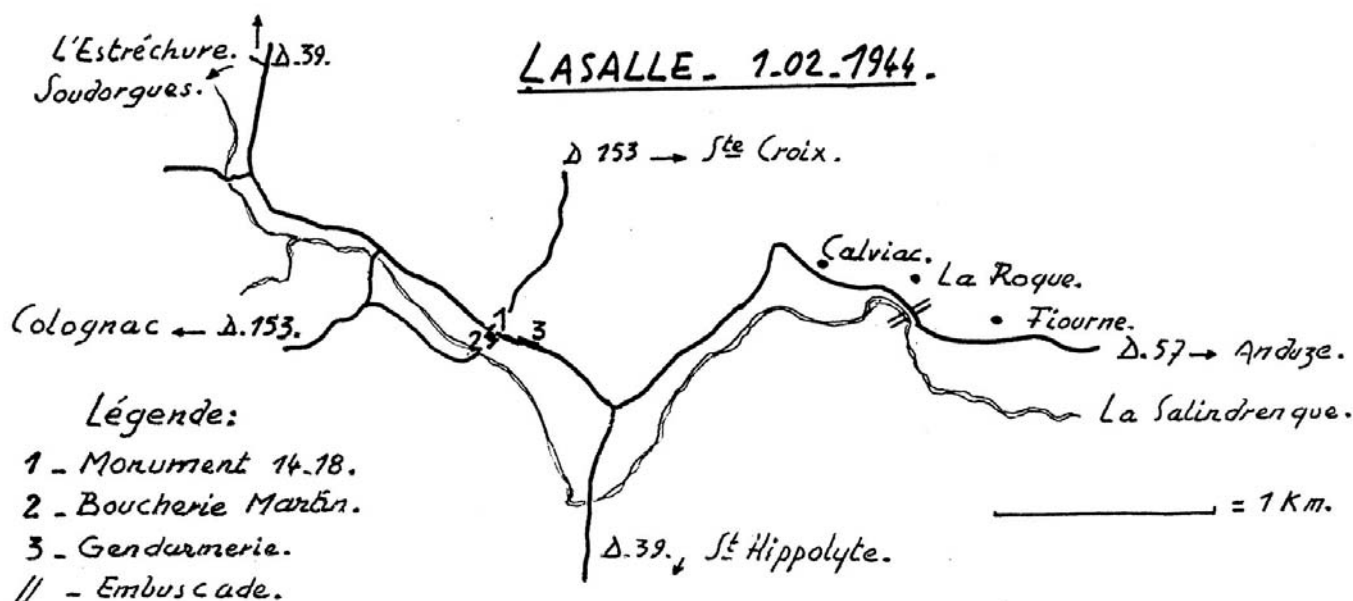 LASALLE - 1-02-1944.
L'Estréchure.
D.39.
Soudorgues.
D 153 → Ste Croix.
Calviac.
La Roque.
Fiourne.
1
2
3
Colognac ← D.153.
D.57 → Anduze.
La Salindrenque.
Légende:
1 - Monument 14-18.
2 - Boucherie Martin.
3 - Gendarmerie.
// - Embuscade.
= 1 Km.
D.39. ↓ St Hippolyte.